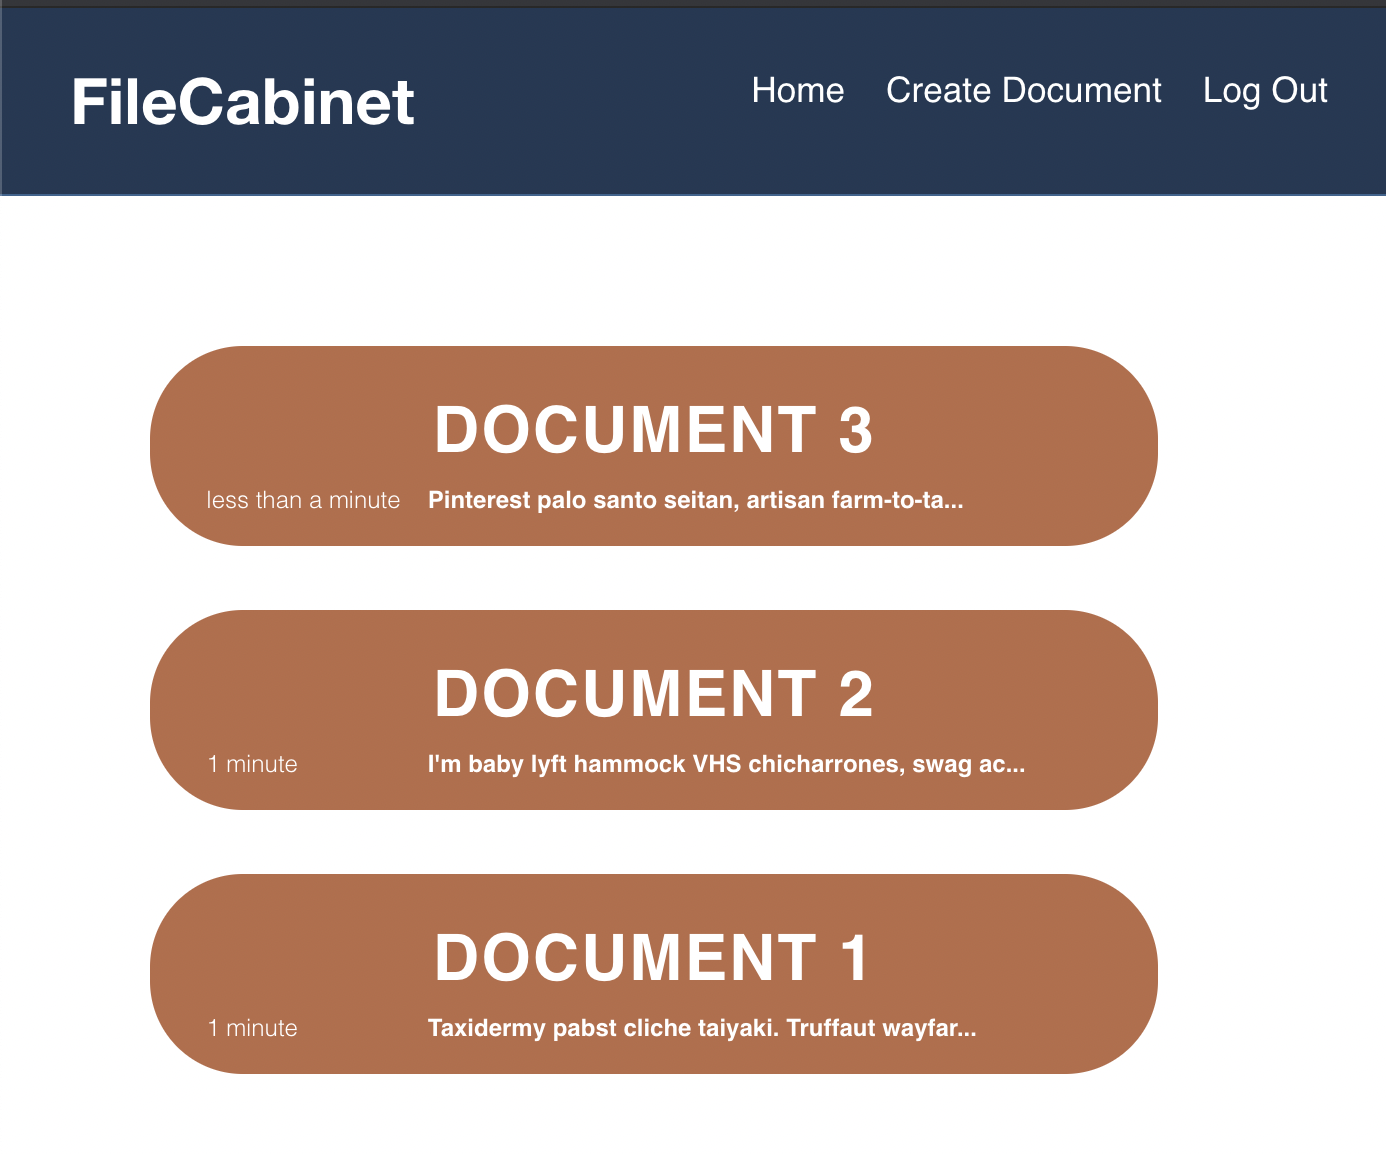 FileCabinet
Home Create Document Log Out
DOCUMENT 3
less than a minute Pinterest palo santo seitan, artisan farm-to-ta...
DOCUMENT 2
1 minute I'm baby lyft hammock VHS chicharrones, swag ac...
DOCUMENT 1
1 minute Taxidermy pabst cliche taiyaki. Truffaut wayfar...